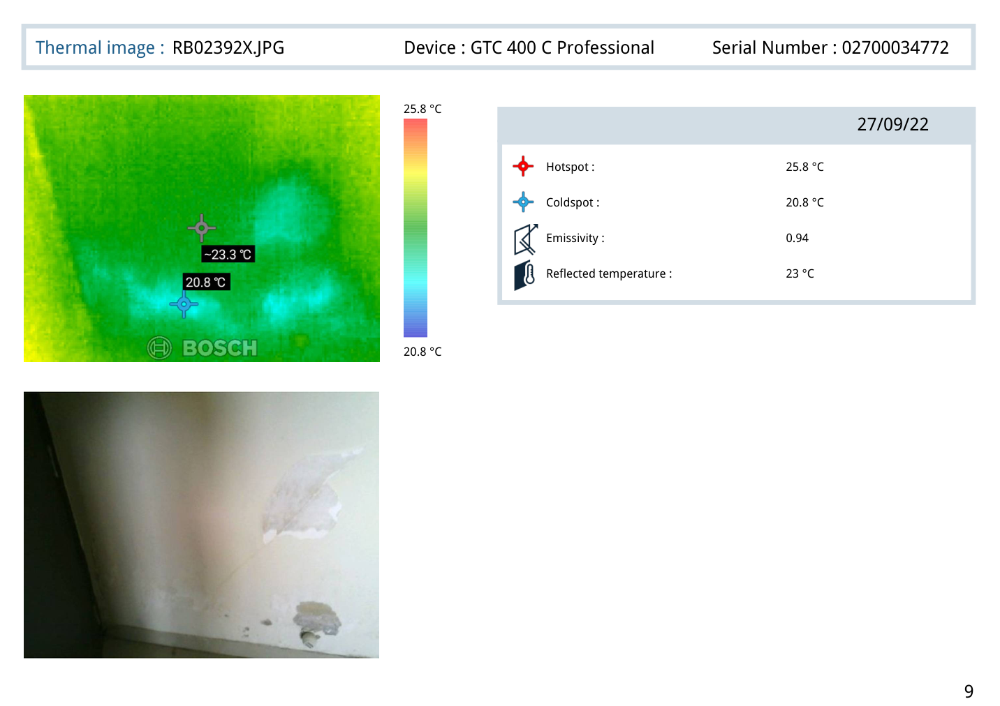 Thermal image : RB02392X.JPG Device : GTC 400 C Professional Serial Number : 02700034772
25.8 °C
27/09/22
Hotspot : 25.8 °C
Coldspot : 20.8 °C
Emissivity : 0.94
Reflected temperature : 23 °C
~23.3 °C
20.8 °C
BOSCH
20.8 °C
9